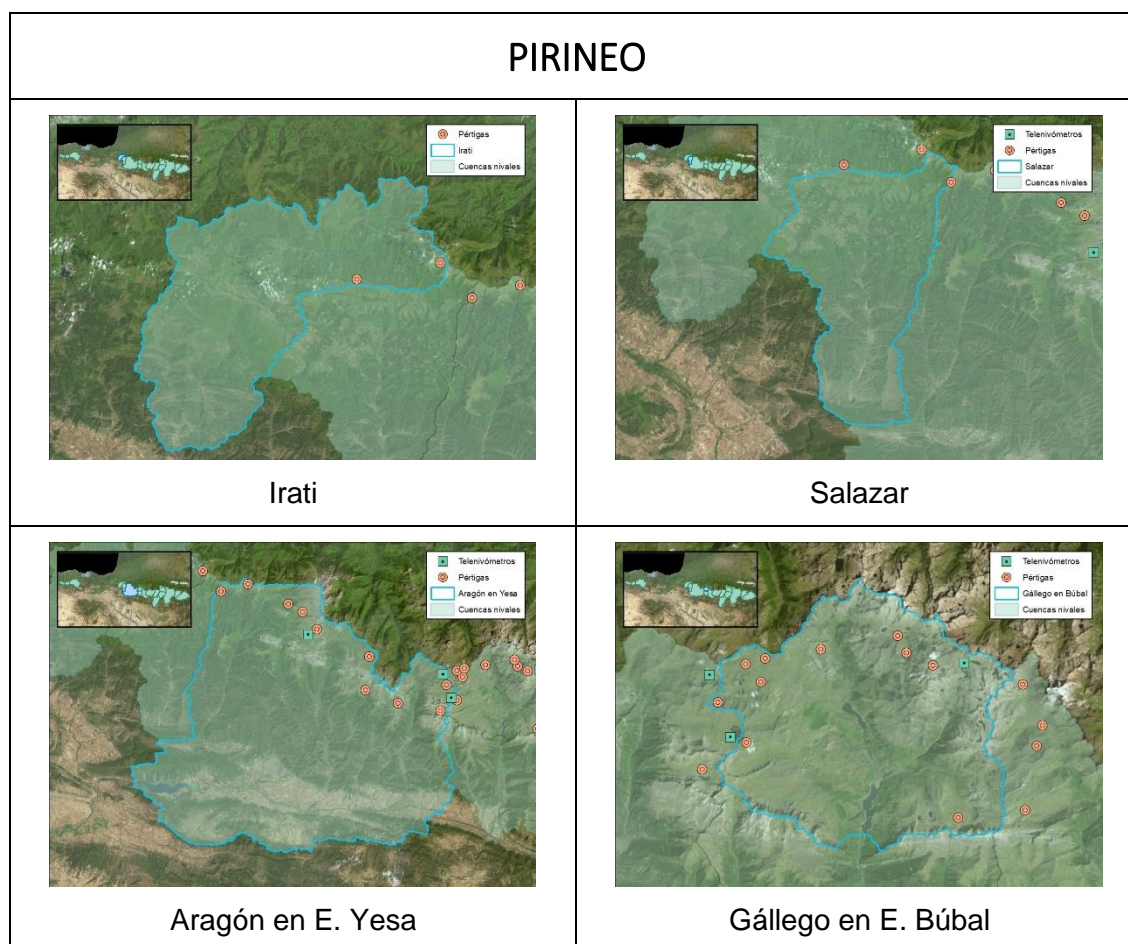 PIRINEO
Pértigas
Irati
Cuencas nivales
Irati
Telenivómetros
Pértigas
Salazar
Cuencas nivales
Salazar
Telenivómetros
Pértigas
Aragón en Yesa
Cuencas nivales
Aragón en E. Yesa
Telenivómetros
Pértigas
Gállego en Búbal
Cuencas nivales
Gállego en E. Búbal